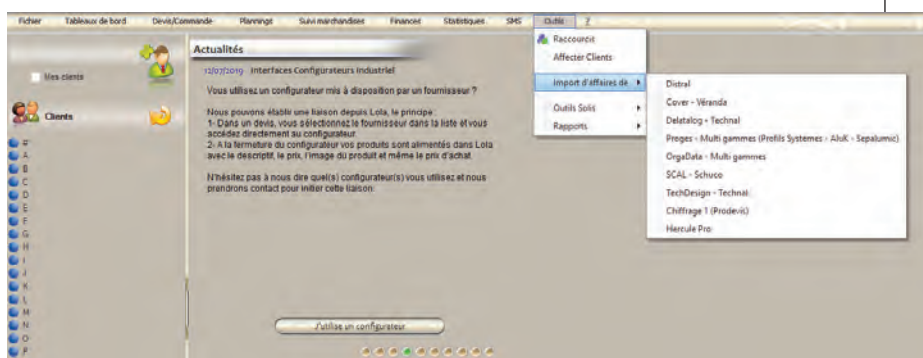 Fichier Tableaux de bord Devis/Commande Plannings Suivi marchandises Finances Statistiques SMS Outils ?
Mes clients
Clients
#
A
B
C
D
E
F
G
H
I
J
K
L
M
N
O
P
Actualités
12/07/2019 Interfaces Configurateurs Industriel
Vous utilisez un configurateur mis à disposition par un fournisseur ?
Nous pouvons établir une liaison depuis Lola, le principe :
1- Dans un devis, vous sélectionnez le fournisseur dans la liste et vous
accédez directement au configurateur.
2- A la fermeture du configurateur vos produits sont alimentés dans Lola
avec le descriptif, le prix, l'image du produit et même le prix d'achat.
N'hésitez pas à nous dire quel(s) configurateur(s) vous utilisez et nous
prendrons contact pour initier cette liaison.
J'utilise un configurateur
Raccourcis
Affecter Clients
Import d'affaires de
Outils Solis
Rapports
Distral
Cover - Véranda
Delatalog - Technal
Proges - Multi gammes (Profils Systemes - AluK - Sepalumic)
OrgaData - Multi gammes
SCAL - Schuco
TechDesign - Technal
Chiffrage 1 (Prodevis)
Hercule Pro